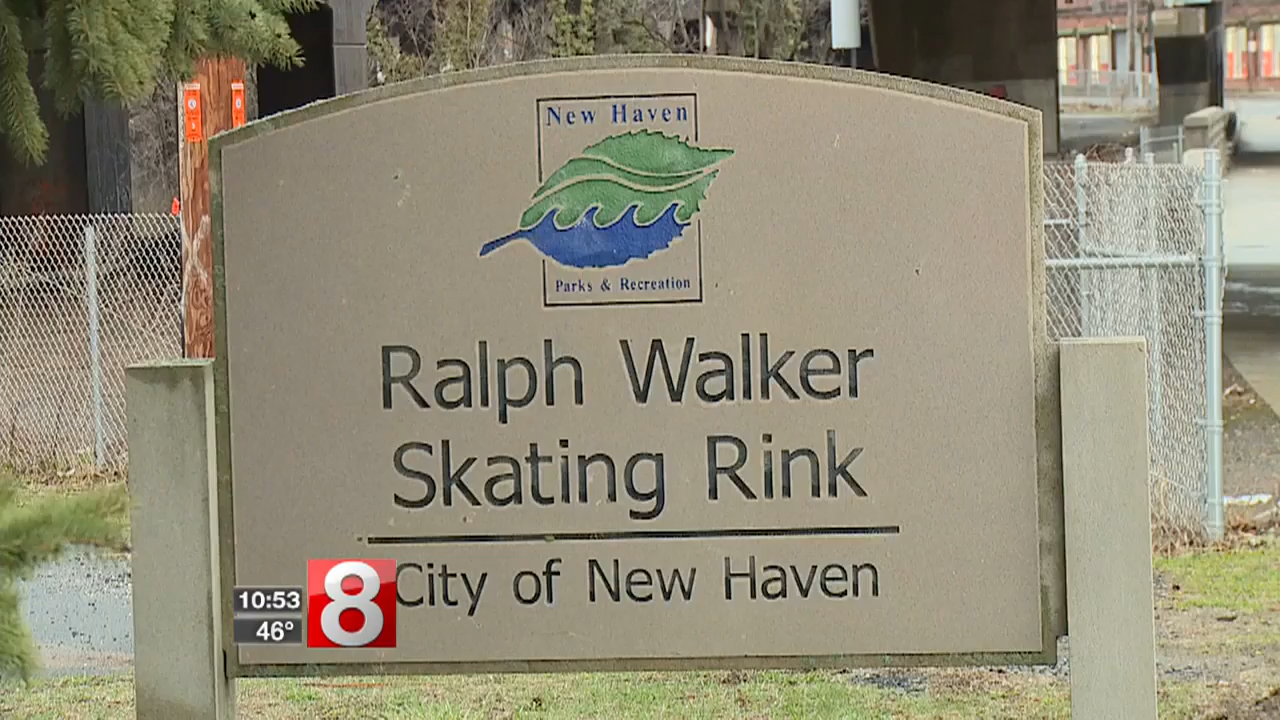 New Haven
Parks & Recreation
Ralph Walker
Skating Rink
City of New Haven
10:53
46°
8